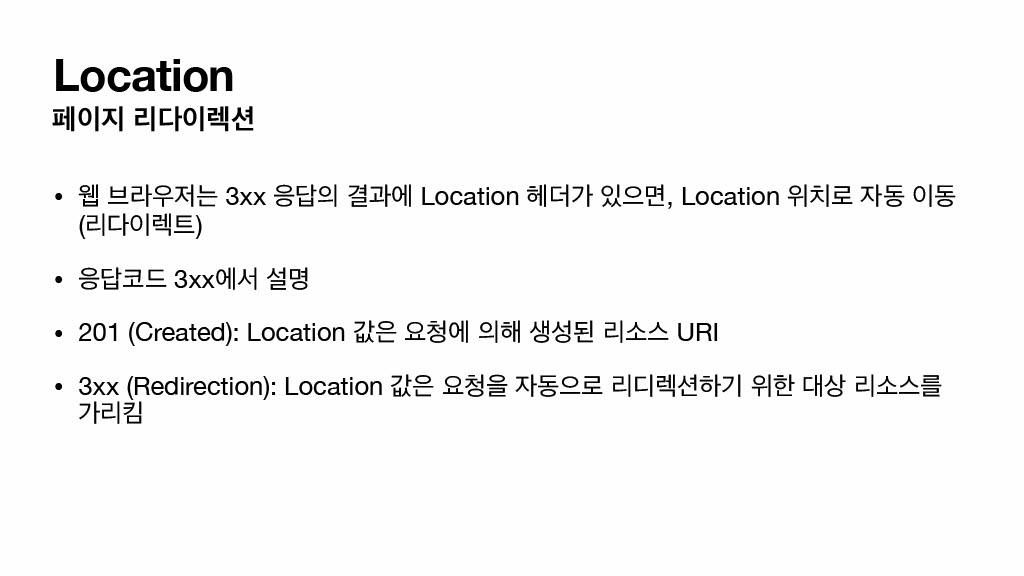 Location
페이지 리다이렉션
• 웹 브라우저는 3xx 응답의 결과에 Location 헤더가 있으면, Location 위치로 자동 이동
(리다이렉트)
• 응답코드 3xx에서 설명
• 201 (Created): Location 값은 요청에 의해 생성된 리소스 URI
• 3xx (Redirection): Location 값은 요청을 자동으로 리디렉션하기 위한 대상 리소스를
가리킴